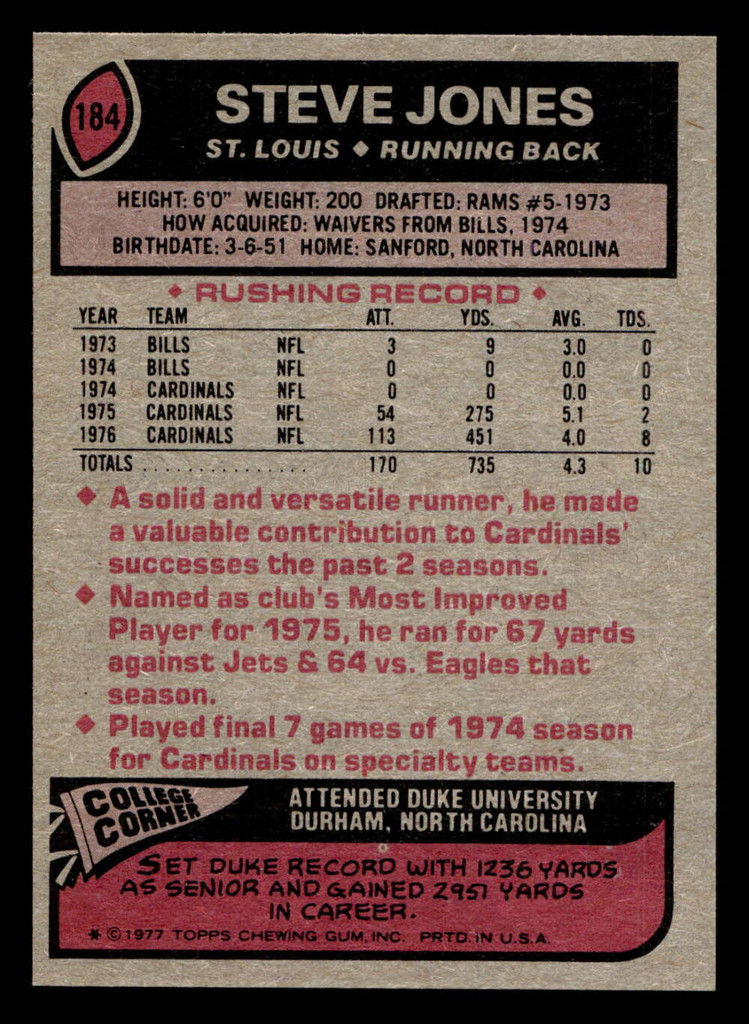 184
STEVE JONES
ST. LOUIS ◆ RUNNING BACK
HEIGHT: 6'0" WEIGHT: 200 DRAFTED: RAMS #5-1973
HOW ACQUIRED: WAIVERS FROM BILLS, 1974
BIRTHDATE: 3-6-51 HOME: SANFORD, NORTH CAROLINA
◆ RUSHING RECORD ◆
YEAR TEAM ATT. YDS. AVG. TDS.
1973 BILLS NFL 3 9 3.0 0
1974 BILLS NFL 0 0 0.0 0
1974 CARDINALS NFL 0 0 0.0 0
1975 CARDINALS NFL 54 275 5.1 2
1976 CARDINALS NFL 113 451 4.0 8
TOTALS . . . . . . . . . . . . . . . 170 735 4.3 10
◆ A solid and versatile runner, he made
a valuable contribution to Cardinals'
successes the past 2 seasons.
◆ Named as club's Most Improved
Player for 1975, he ran for 67 yards
against Jets & 64 vs. Eagles that
season.
◆ Played final 7 games of 1974 season
for Cardinals on specialty teams.
COLLEGE
CORNER
ATTENDED DUKE UNIVERSITY
DURHAM, NORTH CAROLINA
SET DUKE RECORD WITH 1236 YARDS
AS SENIOR AND GAINED 2951 YARDS
IN CAREER.
* © 1977 TOPPS CHEWING GUM, INC. PRTD. IN U.S.A.